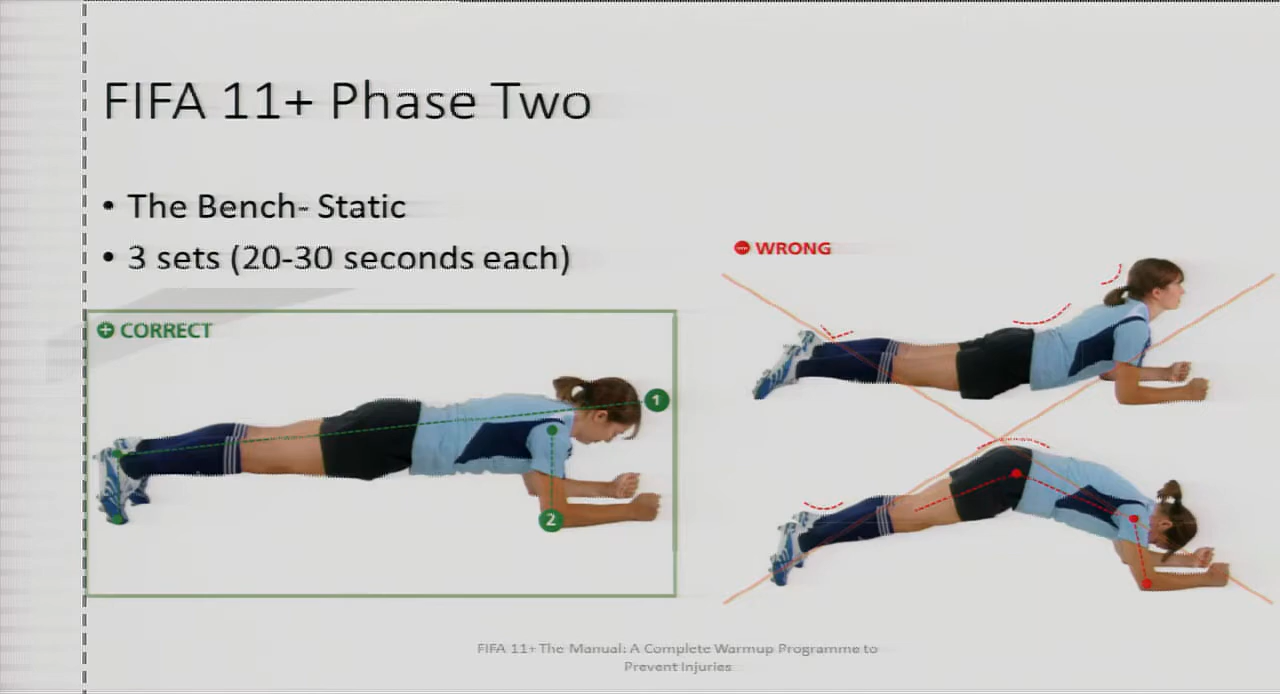 FIFA 11+ Phase Two
• The Bench- Static
• 3 sets (20-30 seconds each)
WRONG
CORRECT
1
2
FIFA 11+ The Manual: A Complete Warmup Programme to
Prevent Injuries